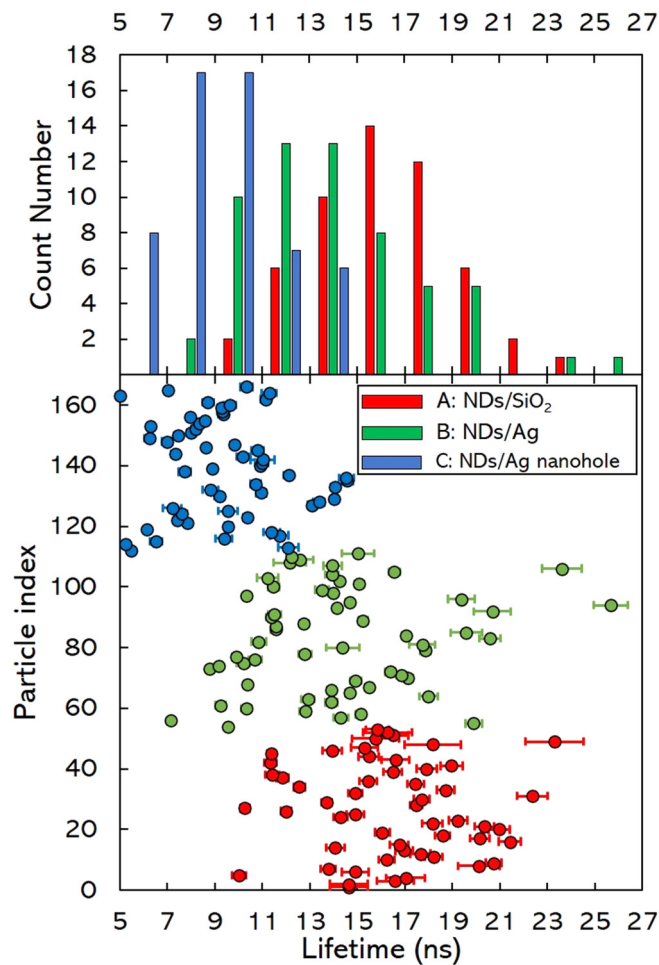 5 7 9 11 13 15 17 19 21 23 25 27
18
16
14
12
10
8
6
4
2
Count Number
A: NDs/SiO₂
B: NDs/Ag
C: NDs/Ag nanohole
160
140
120
100
80
60
40
20
0
Particle index
5 7 9 11 13 15 17 19 21 23 25 27
Lifetime (ns)